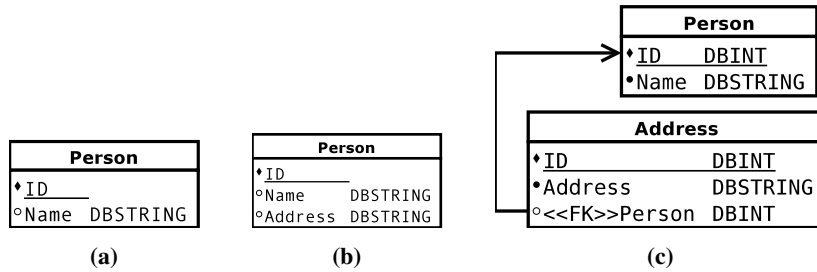 Person
ID
Name DBSTRING
(a)
Person
ID
Name DBSTRING
Address DBSTRING
(b)
Person
ID DBINT
Name DBSTRING
Address
ID DBINT
Address DBSTRING
<<FK>>Person DBINT
(c)